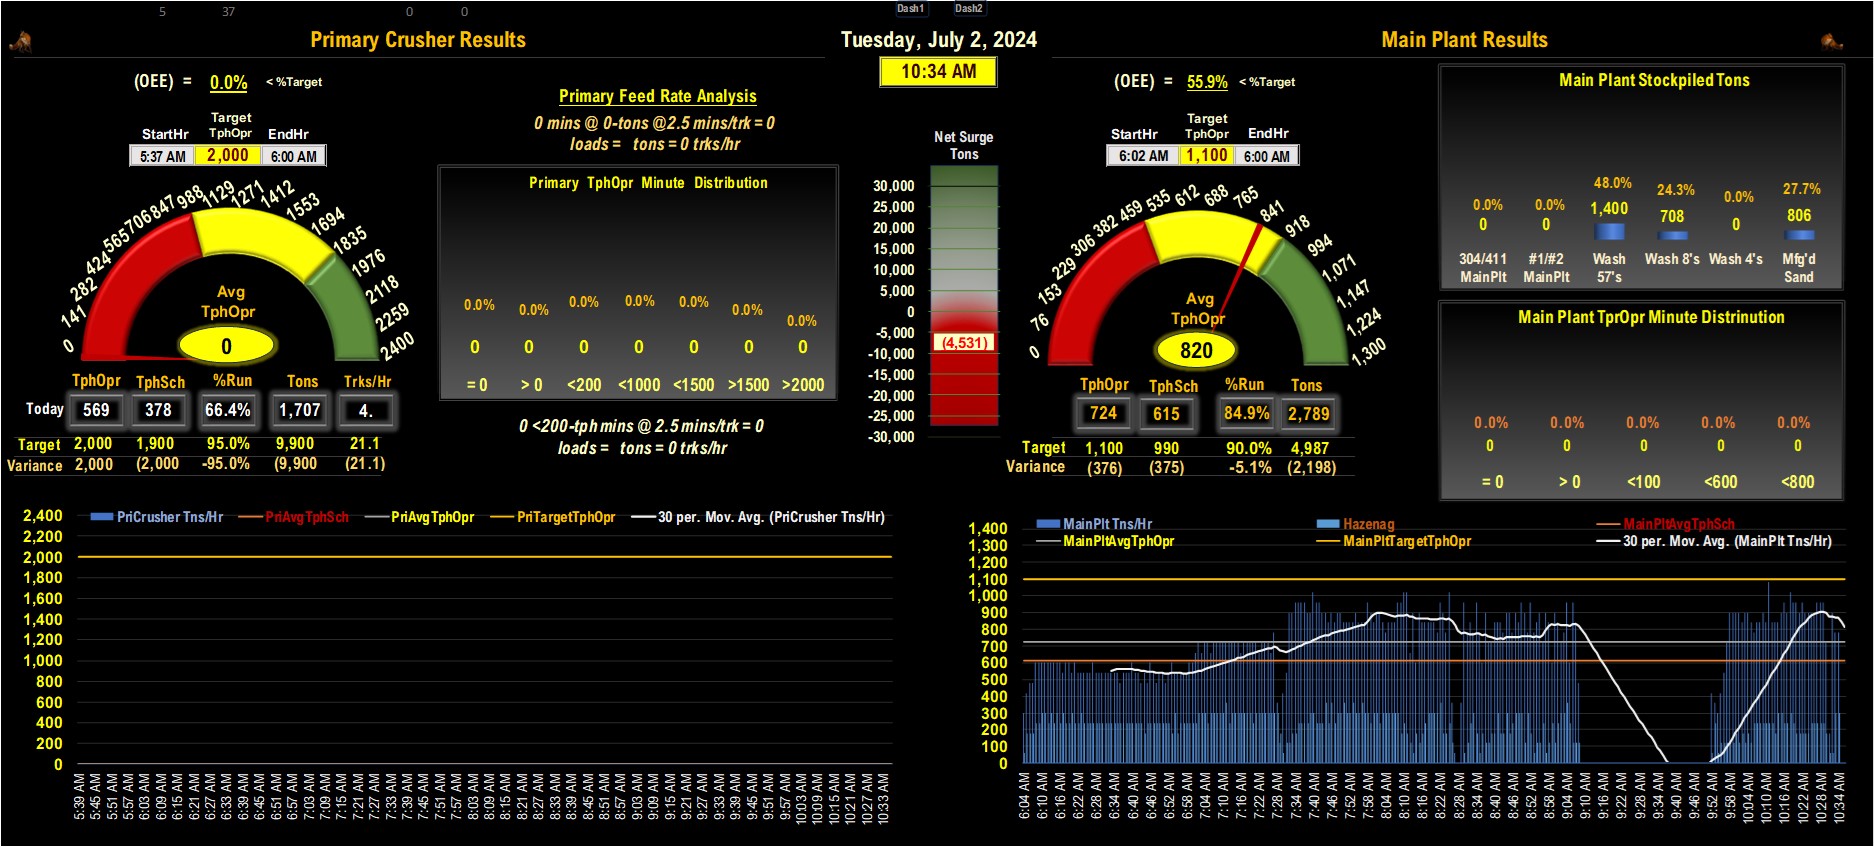 5 37 0 0 Dash1 Dash2
Primary Crusher Results
Tuesday, July 2, 2024
10:34 AM
Main Plant Results
(OEE) = 0.0% < %Target
Target
StartHr TphOpr EndHr
5:37 AM 2,000 6:00 AM
0 141 282 424 565 706 847 988 1129 1271 1412 1553 1694 1835 1976 2118 2259 2400
Avg
TphOpr
0
TphOpr TphSch %Run Tons Trks/Hr
Today 569 378 66.4% 1,707 4.
Target 2,000 1,900 95.0% 9,900 21.1
Variance 2,000 (2,000 -95.0% (9,900 (21.1)
Primary Feed Rate Analysis
0 mins @ 0-tons @2.5 mins/trk = 0
loads = tons = 0 trks/hr
Primary TphOpr Minute Distribution
0.0% 0.0% 0.0% 0.0% 0.0% 0.0% 0.0%
0 0 0 0 0 0 0
= 0 > 0 <200 <1000 <1500 >1500 >2000
0 <200-tph mins @ 2.5 mins/trk = 0
loads = tons = 0 trks/hr
Net Surge
Tons
30,000
25,000
20,000
15,000
10,000
5,000
0
-5,000
(4,531)
-10,000
-15,000
-20,000
-25,000
-30,000
(OEE) = 55.9% < %Target
Target
StartHr TphOpr EndHr
6:02 AM 1,100 6:00 AM
0 76 153 229 306 382 459 535 612 688 765 841 918 994 1,071 1,147 1,224 1,300
Avg
TphOpr
820
TphOpr TphSch %Run Tons
724 615 84.9% 2,789
Target 1,100 990 90.0% 4,987
Variance (376) (375) -5.1% (2,198)
Main Plant Stockpiled Tons
0.0% 0.0% 48.0% 24.3% 0.0% 27.7%
0 0 1,400 708 0 806
304/411 #1/#2 Wash Wash 8's Wash 4's Mfg'd
MainPlt MainPlt 57's Sand
Main Plant TprOpr Minute Distrinution
0.0% 0.0% 0.0% 0.0% 0.0%
0 0 0 0 0
= 0 > 0 <100 <600 <800
PriCrusher Tns/Hr PriAvgTphSch PriAvgTphOpr PriTargetTphOpr 30 per. Mov. Avg. (PriCrusher Tns/Hr)
2,400
2,200
2,000
1,800
1,600
1,400
1,200
1,000
800
600
400
200
0
5:39 AM 5:45 AM 5:51 AM 5:57 AM 6:03 AM 6:09 AM 6:15 AM 6:21 AM 6:27 AM 6:33 AM 6:39 AM 6:45 AM 6:51 AM 6:57 AM 7:03 AM 7:09 AM 7:15 AM 7:21 AM 7:27 AM 7:33 AM 7:39 AM 7:45 AM 7:51 AM 7:57 AM 8:03 AM 8:09 AM 8:15 AM 8:21 AM 8:27 AM 8:33 AM 8:39 AM 8:45 AM 8:51 AM 8:57 AM 9:03 AM 9:09 AM 9:15 AM 9:21 AM 9:27 AM 9:33 AM 9:39 AM 9:45 AM 9:51 AM 9:57 AM 10:03 AM 10:09 AM 10:15 AM 10:21 AM 10:27 AM 10:33 AM
MainPlt Tns/Hr Hazenag MainPltAvgTphSch
MainPltAvgTphOpr MainPltTargetTphOpr 30 per. Mov. Avg. (MainPlt Tns/Hr)
1,400
1,300
1,200
1,100
1,000
900
800
700
600
500
400
300
200
100
0
6:04 AM 6:10 AM 6:16 AM 6:22 AM 6:28 AM 6:34 AM 6:40 AM 6:46 AM 6:52 AM 6:58 AM 7:04 AM 7:10 AM 7:16 AM 7:22 AM 7:28 AM 7:34 AM 7:40 AM 7:46 AM 7:52 AM 7:58 AM 8:04 AM 8:10 AM 8:16 AM 8:22 AM 8:28 AM 8:34 AM 8:40 AM 8:46 AM 8:52 AM 8:58 AM 9:04 AM 9:10 AM 9:16 AM 9:22 AM 9:28 AM 9:34 AM 9:40 AM 9:46 AM 9:52 AM 9:58 AM 10:04 AM 10:10 AM 10:16 AM 10:22 AM 10:28 AM 10:34 AM